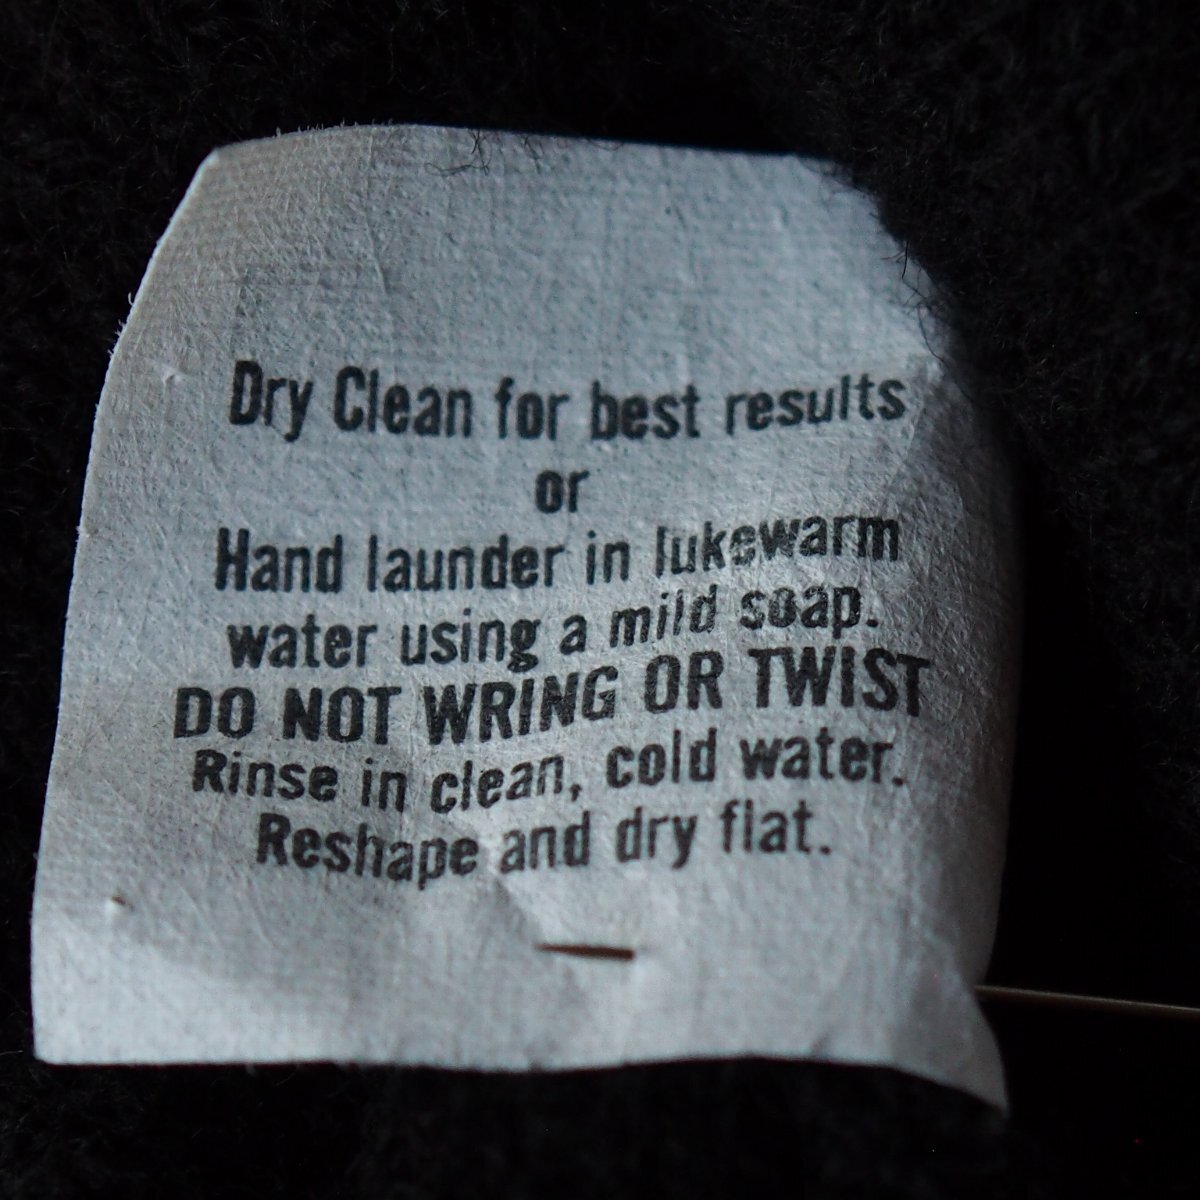 Dry Clean for best results
or
Hand launder in lukewarm
water using a mild soap.
DO NOT WRING OR TWIST
Rinse in clean, cold water.
Reshape and dry flat.